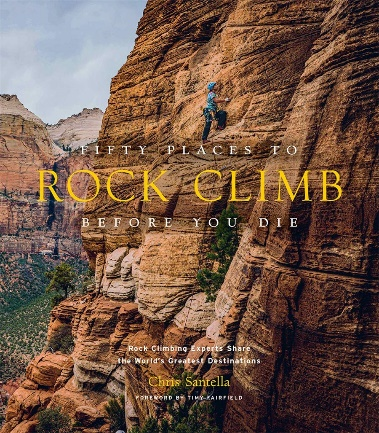 FIFTY PLACES TO
ROCK CLIMB
BEFORE YOU DIE
Rock Climbing Experts Share
the World's Greatest Destinations
Chris Santella
FOREWORD BY TIMY FAIRFIELD